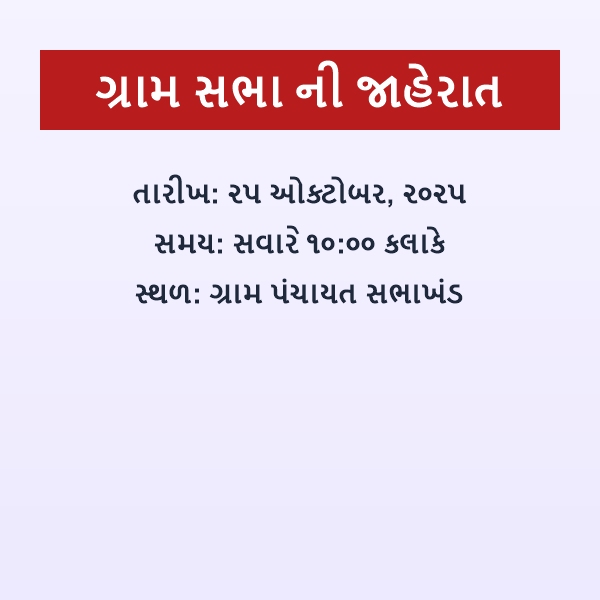 ગ્રામ સભા ની જાહેરાત
તારીખ: ૨૫ ઓક્ટોબર, ૨૦૨૫
સમય: સવારે ૧૦:૦૦ કલાકે
સ્થળ: ગ્રામ પંચાયત સભાખંડ